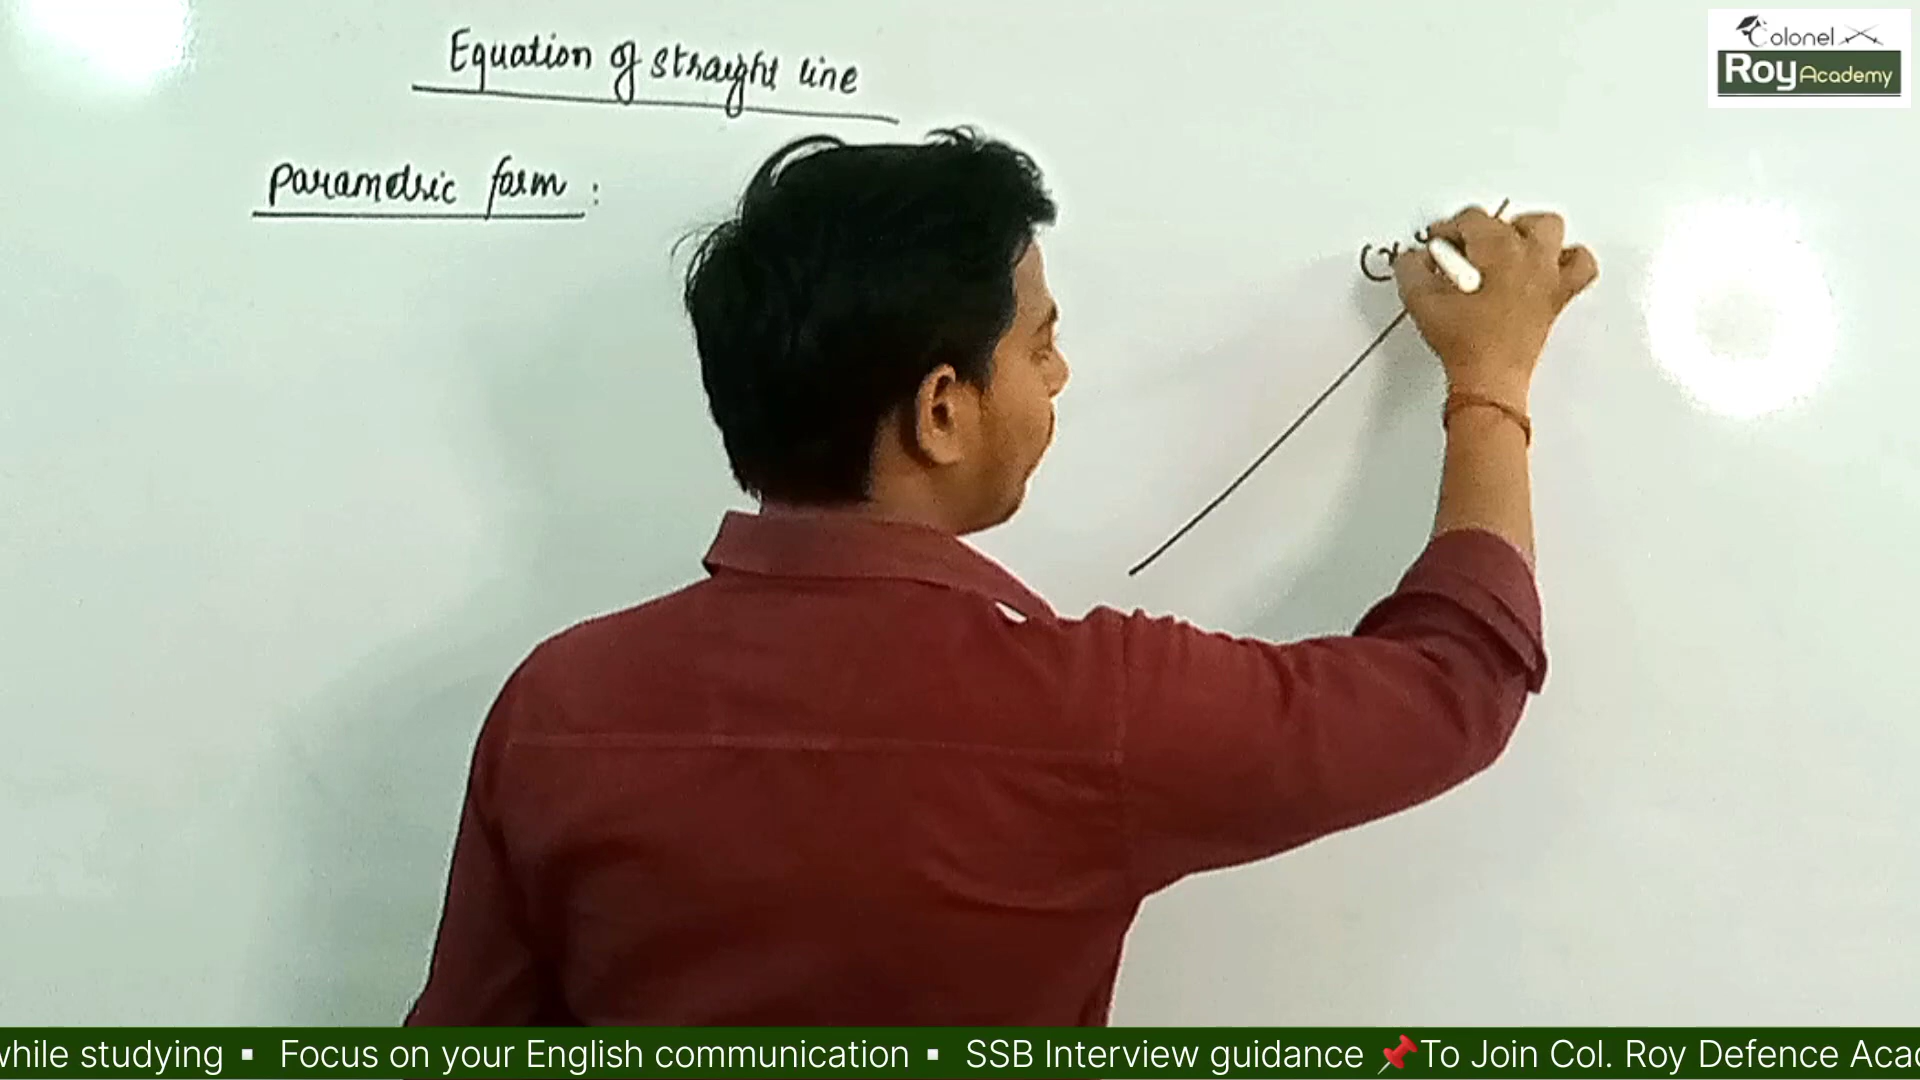 Equation of straight line
Colonel
Roy Academy
parametric form :
(x
while studying ▪ Focus on your English communication ▪ SSB Interview guidance 📌To Join Col. Roy Defence Aca